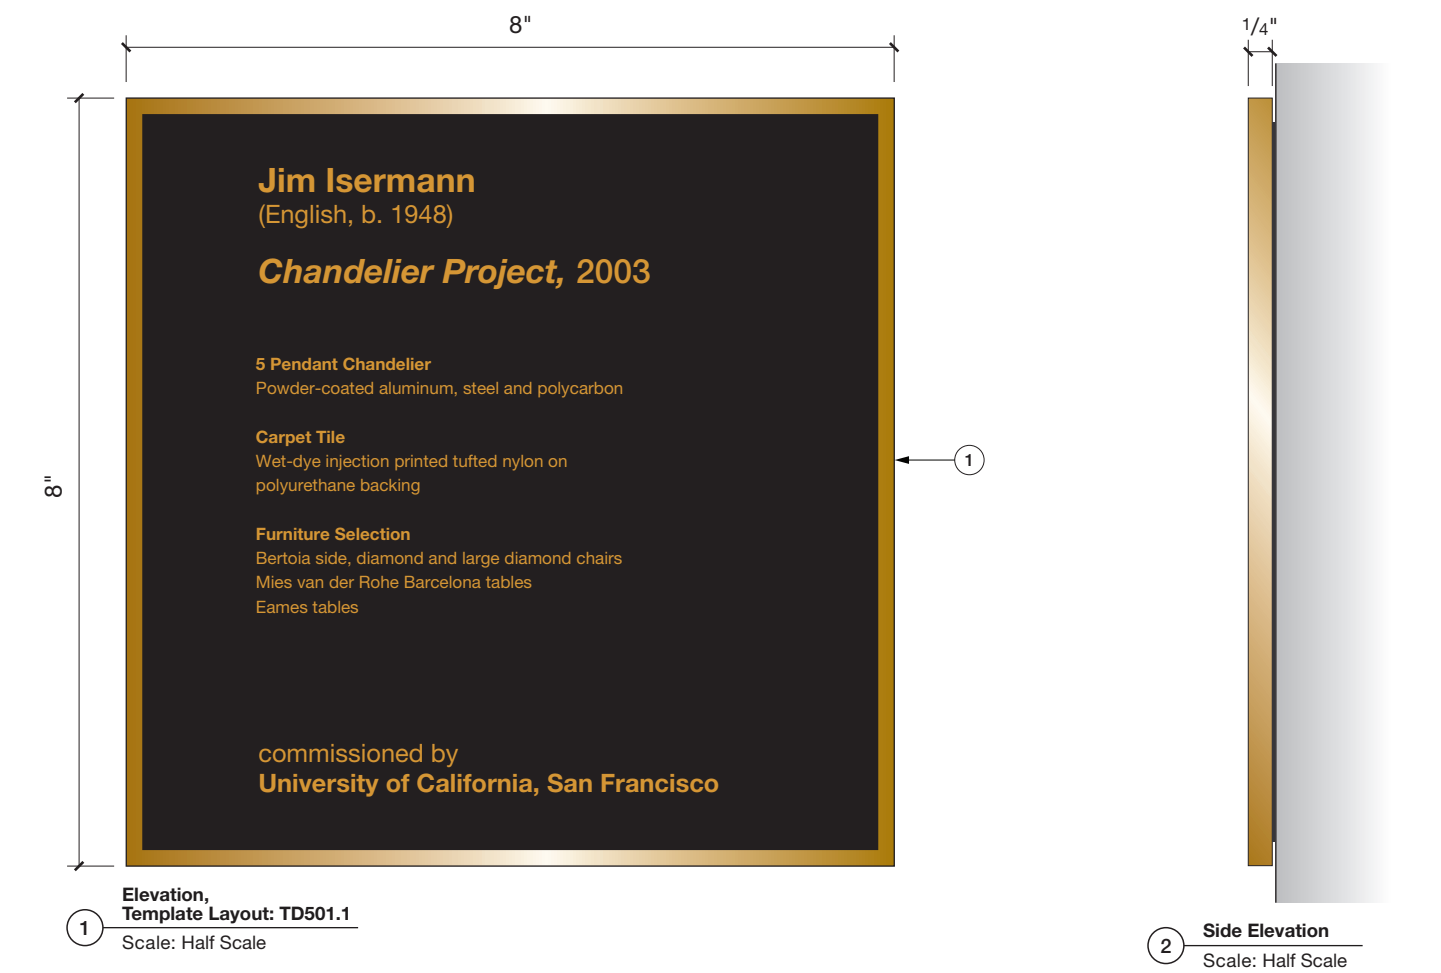 8"
1/4"
8"
Jim Isermann
(English, b. 1948)
Chandelier Project, 2003
5 Pendant Chandelier
Powder-coated aluminum, steel and polycarbon
Carpet Tile
Wet-dye injection printed tufted nylon on
polyurethane backing
Furniture Selection
Bertoia side, diamond and large diamond chairs
Mies van der Rohe Barcelona tables
Eames tables
commissioned by
University of California, San Francisco
1
1
Elevation,
Template Layout: TD501.1
Scale: Half Scale
2
Side Elevation
Scale: Half Scale